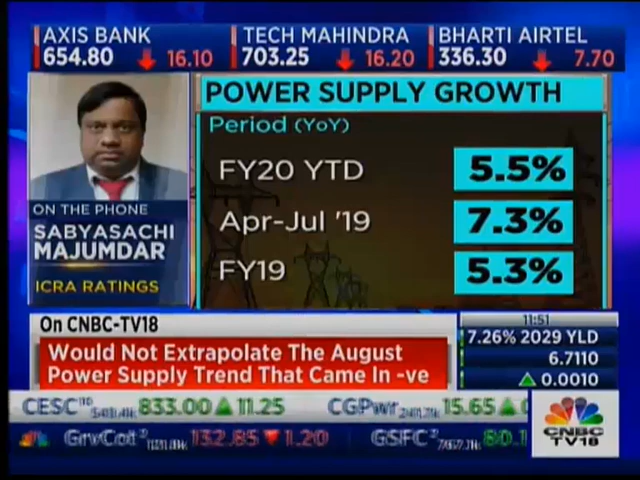 AXIS BANK
654.80 16.10
TECH MAHINDRA
703.25 16.20
BHARTI AIRTEL
336.30 7.70
ON THE PHONE
SABYASACHI
MAJUMDAR
ICRA RATINGS
POWER SUPPLY GROWTH
Period (YoY)
FY20 YTD 5.5%
Apr-Jul '19 7.3%
FY19 5.3%
On CNBC-TV18
Would Not Extrapolate The August
Power Supply Trend That Came In -ve
11:51
7.26% 2029 YLD
6.7110
0.0010
CESC 833.00 11.25
CGPwr 15.65
132.85 1.20
GSFC
CNBC
TV18